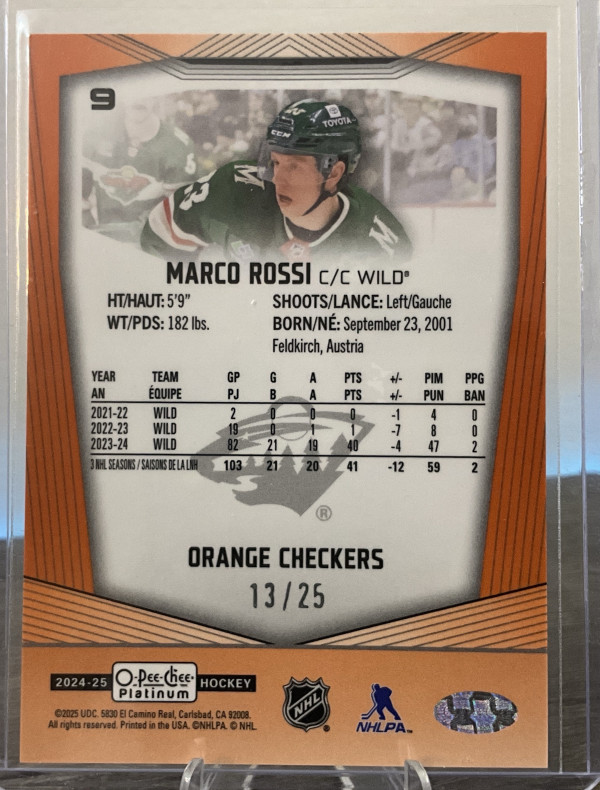 9
TOYOTA
CCM
MARCO ROSSI C/C WILD®
HT/HAUT: 5'9" SHOOTS/LANCE: Left/Gauche
WT/PDS: 182 lbs. BORN/NÉ: September 23, 2001
Feldkirch, Austria
YEAR TEAM GP G A PTS +/- PIM PPG
AN ÉQUIPE PJ B A PTS +/- PUN BAN
2021-22 WILD 2 0 0 0 -1 4 0
2022-23 WILD 19 0 1 1 -7 8 0
2023-24 WILD 82 21 19 40 -4 47 2
3 NHL SEASONS / SAISONS DE LA LNH 103 21 20 41 -12 59 2
®
ORANGE CHECKERS
13/25
2024-25 O-Pee-Chee Platinum HOCKEY
©2025 UDC. 5830 El Camino Real, Carlsbad, CA 92008.
All rights reserved. Printed in the USA. ©NHLPA. © NHL.
NHL ®
NHLPA™